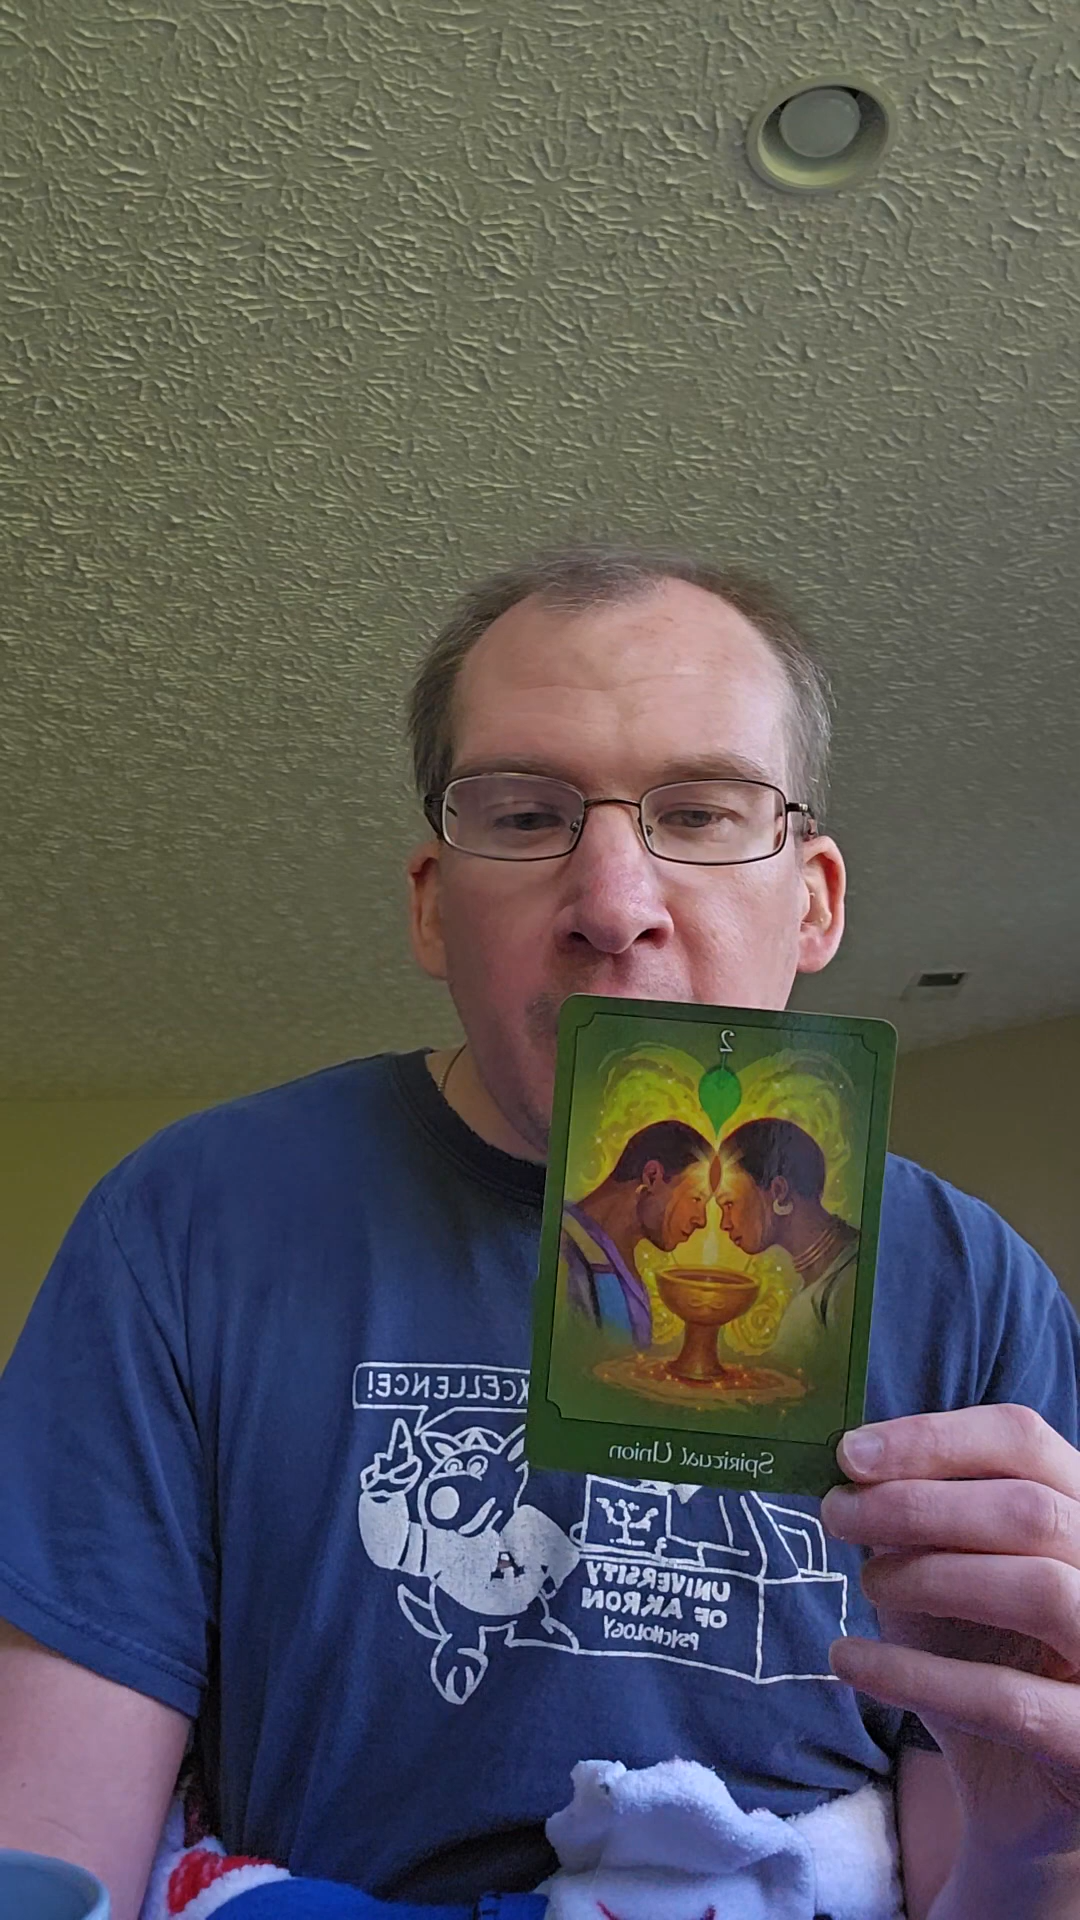 2
Spiritual Union
XCELLENCE!
A
UNIVERSITY
OF AKRON
PSYCHOLOGY